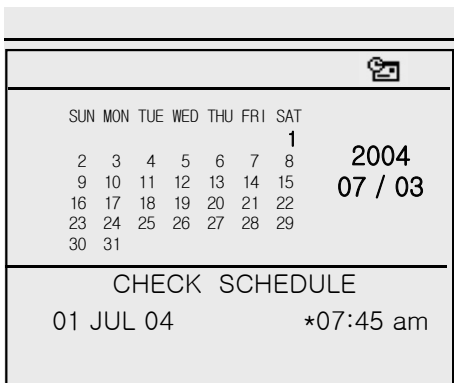 SUN MON TUE WED THU FRI SAT
1
2 3 4 5 6 7 8
9 10 11 12 13 14 15
16 17 18 19 20 21 22
23 24 25 26 27 28 29
30 31
2004
07 / 03
CHECK SCHEDULE
01 JUL 04 *07:45 am